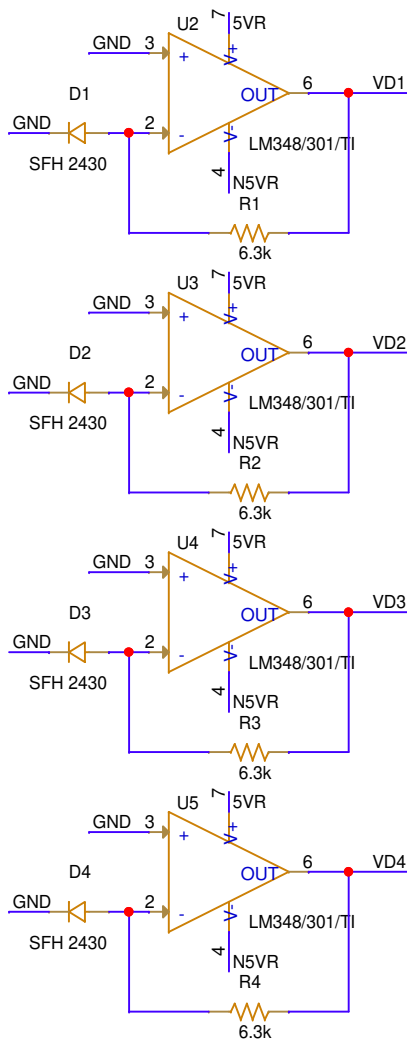 7 5VR
U2
GND 3
+ V+
D1
6 VD1
OUT
GND 2
- V- LM348/301/TI
SFH 2430
4
N5VR
R1
6.3k
7 5VR
U3
GND 3
+ V+
D2
6 VD2
OUT
GND 2
- V- LM348/301/TI
SFH 2430
4
N5VR
R2
6.3k
7 5VR
U4
GND 3
+ V+
D3
6 VD3
OUT
GND 2
- V- LM348/301/TI
SFH 2430
4
N5VR
R3
6.3k
7 5VR
U5
GND 3
+ V+
D4
6 VD4
OUT
GND 2
- V- LM348/301/TI
SFH 2430
4
N5VR
R4
6.3k